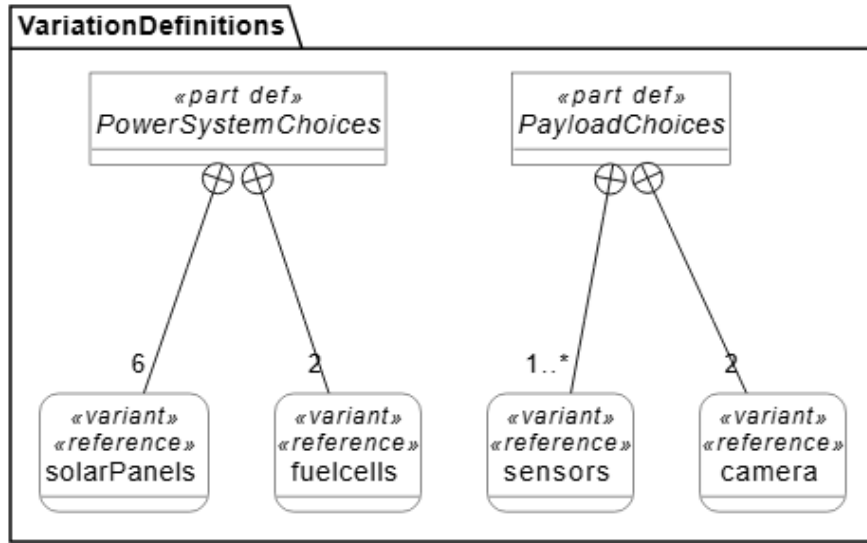 VariationDefinitions
«part def»
PowerSystemChoices
«part def»
PayloadChoices
6
2
1..*
2
«variant»
«reference»
solarPanels
«variant»
«reference»
fuelcells
«variant»
«reference»
sensors
«variant»
«reference»
camera